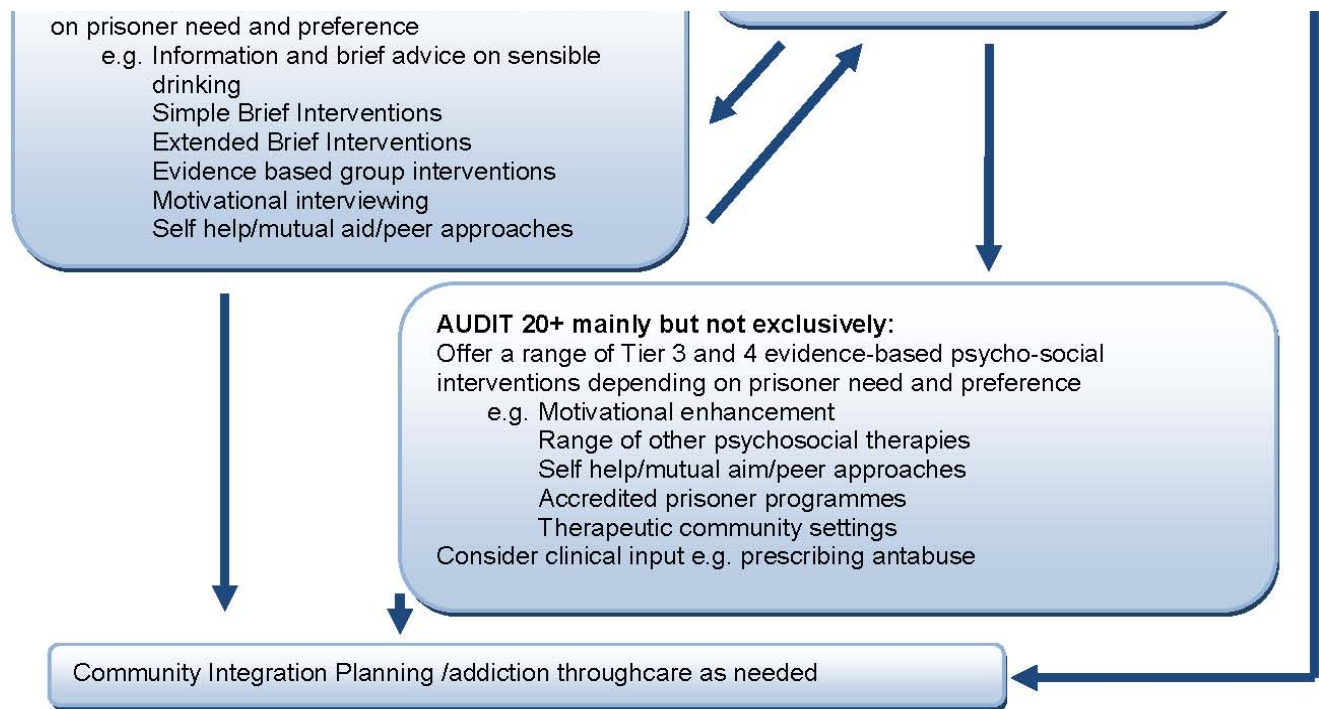 on prisoner need and preference
e.g. Information and brief advice on sensible
drinking
Simple Brief Interventions
Extended Brief Interventions
Evidence based group interventions
Motivational interviewing
Self help/mutual aid/peer approaches
AUDIT 20+ mainly but not exclusively:
Offer a range of Tier 3 and 4 evidence-based psycho-social
interventions depending on prisoner need and preference
e.g. Motivational enhancement
Range of other psychosocial therapies
Self help/mutual aim/peer approaches
Accredited prisoner programmes
Therapeutic community settings
Consider clinical input e.g. prescribing antabuse
Community Integration Planning /addiction throughcare as needed